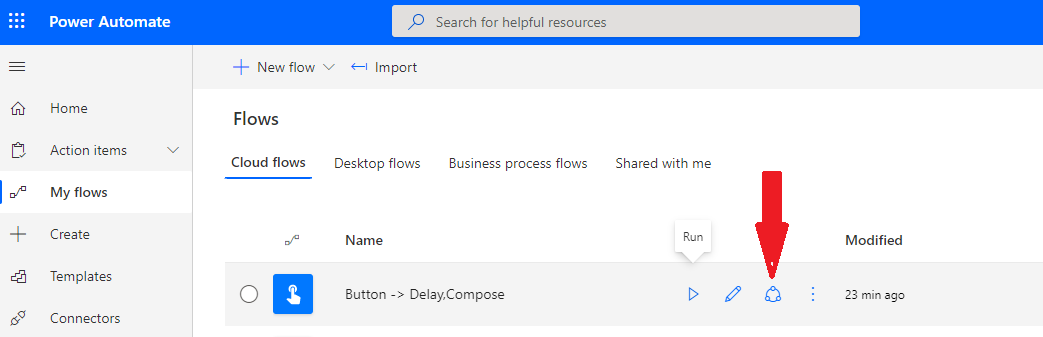 Power Automate
Search for helpful resources
New flow
Import
Home
Action items
My flows
Create
Templates
Connectors
Flows
Cloud flows
Desktop flows
Business process flows
Shared with me
Name
Run
Modified
Button -> Delay,Compose
23 min ago